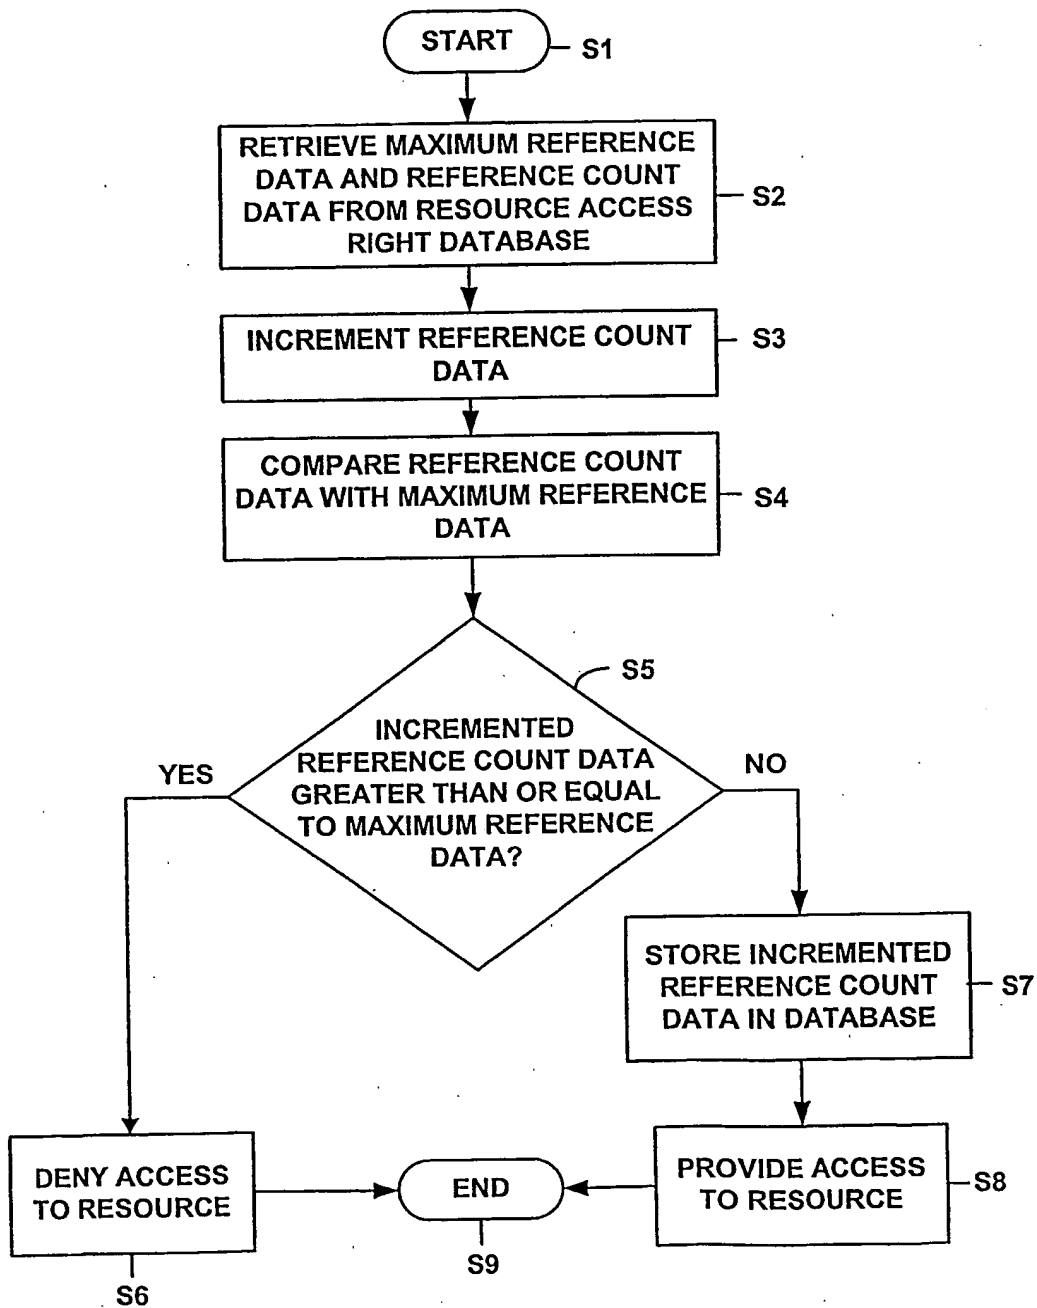 START
S1
RETRIEVE MAXIMUM REFERENCE
DATA AND REFERENCE COUNT
DATA FROM RESOURCE ACCESS
RIGHT DATABASE
S2
INCREMENT REFERENCE COUNT
DATA
S3
COMPARE REFERENCE COUNT
DATA WITH MAXIMUM REFERENCE
DATA
S4
S5
INCREMENTED
REFERENCE COUNT DATA
GREATER THAN OR EQUAL
TO MAXIMUM REFERENCE
DATA?
YES
NO
STORE INCREMENTED
REFERENCE COUNT
DATA IN DATABASE
S7
DENY ACCESS
TO RESOURCE
S6
END
S9
PROVIDE ACCESS
TO RESOURCE
S8